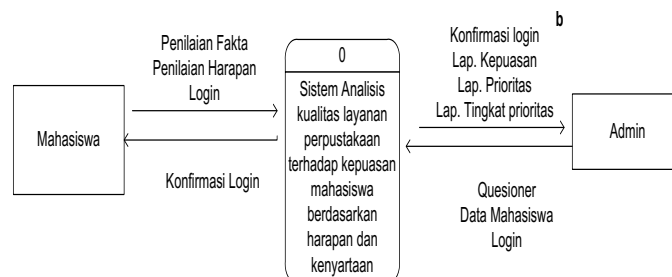 b
Penilaian Fakta
Penilaian Harapan
Login
Mahasiswa
Konfirmasi Login
0
Sistem Analisis
kualitas layanan
perpustakaan
terhadap kepuasan
mahasiswa
berdasarkan
harapan dan
kenyartaan
Konfirmasi login
Lap. Kepuasan
Lap. Prioritas
Lap. Tingkat prioritas
Admin
Quesioner
Data Mahasiswa
Login